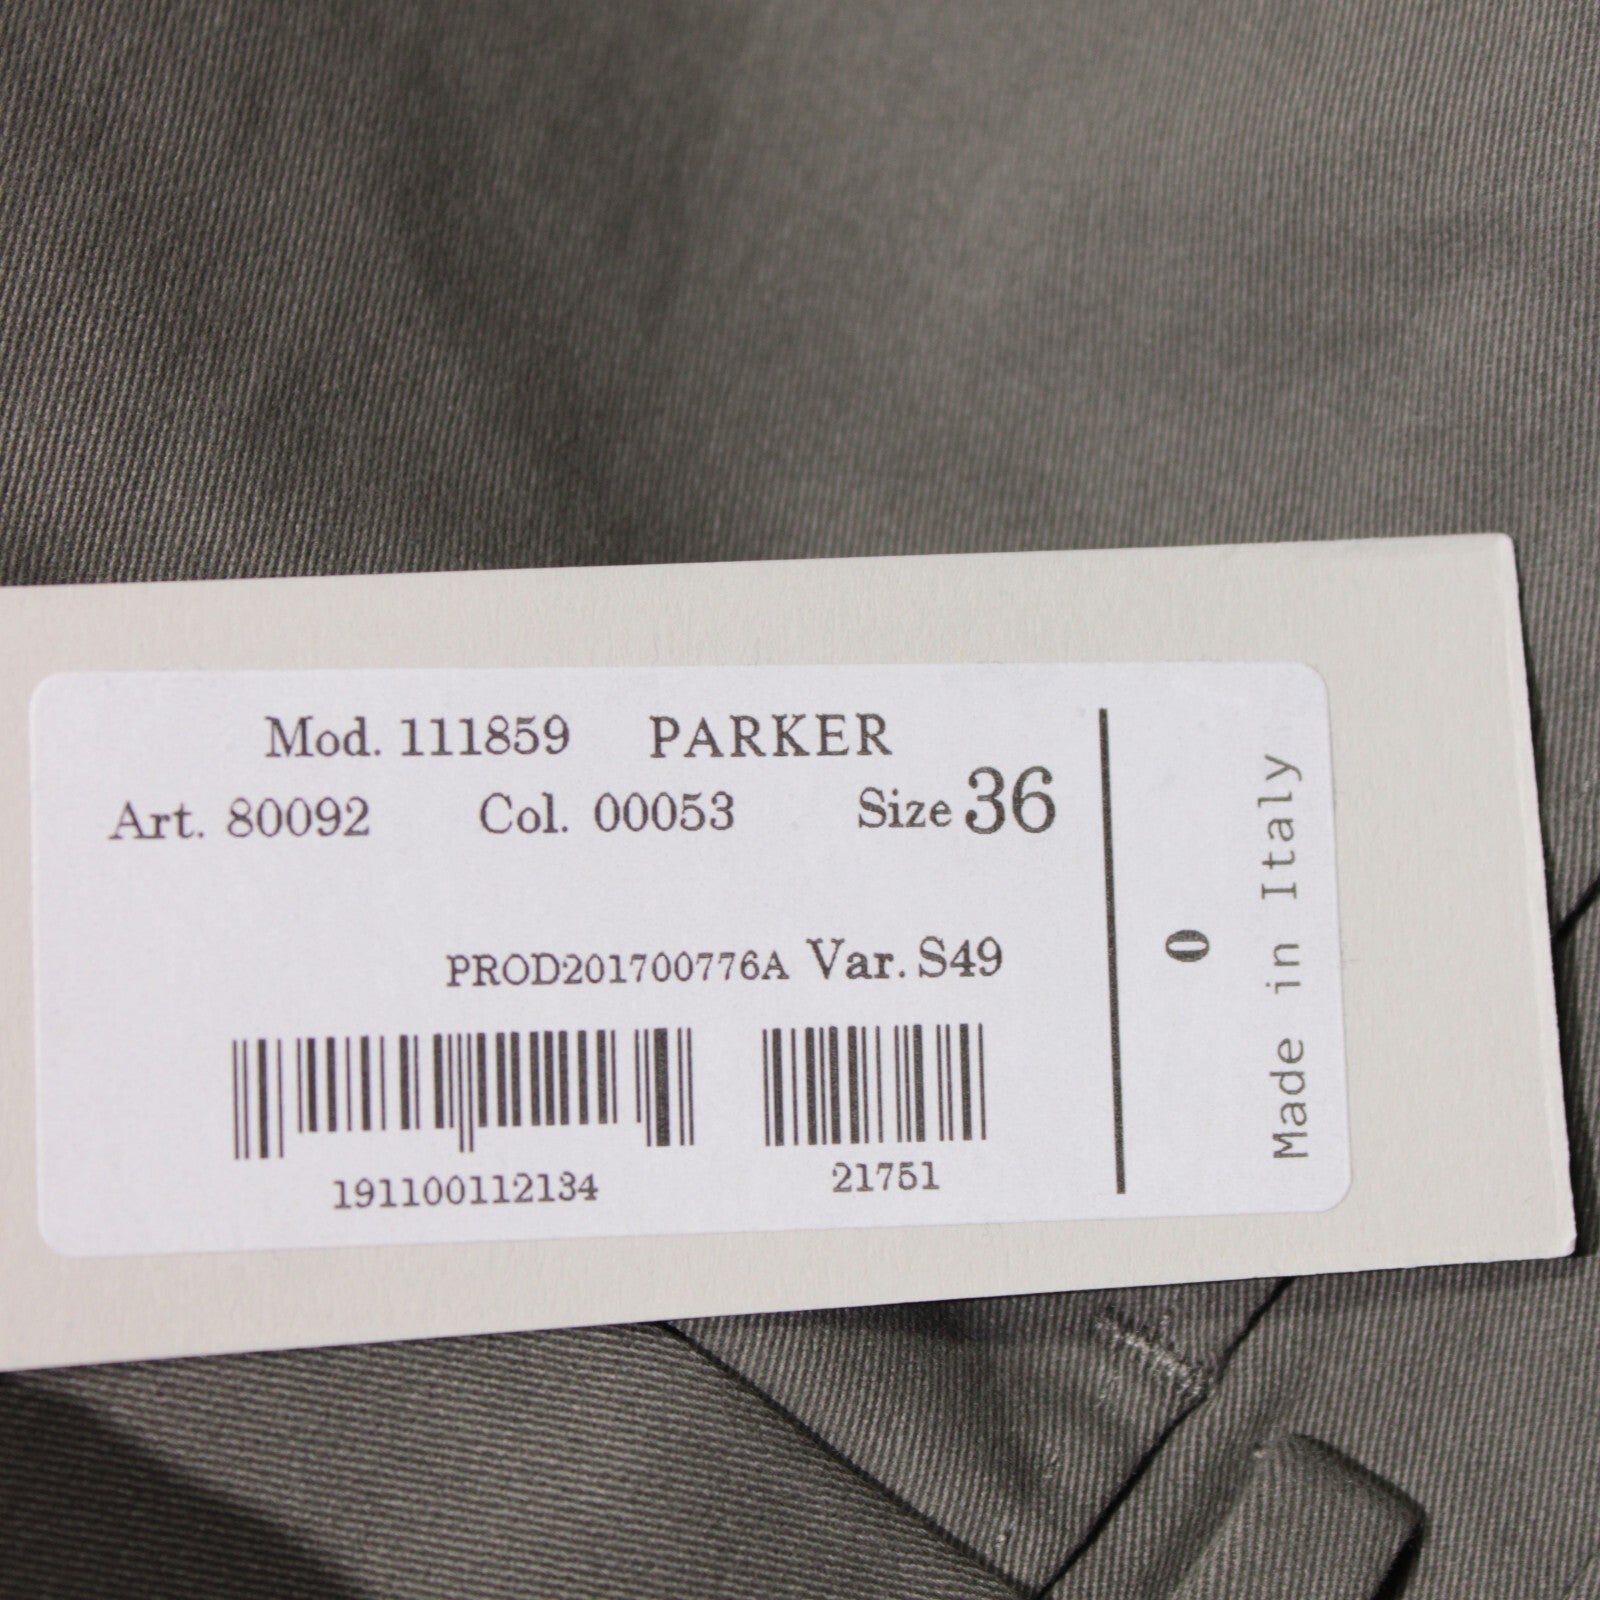 Mod. 111859 PARKER
Art. 80092 Col. 00053 Size 36
PROD201700776A Var. S49
191100112134 21751
0
Made in Italy